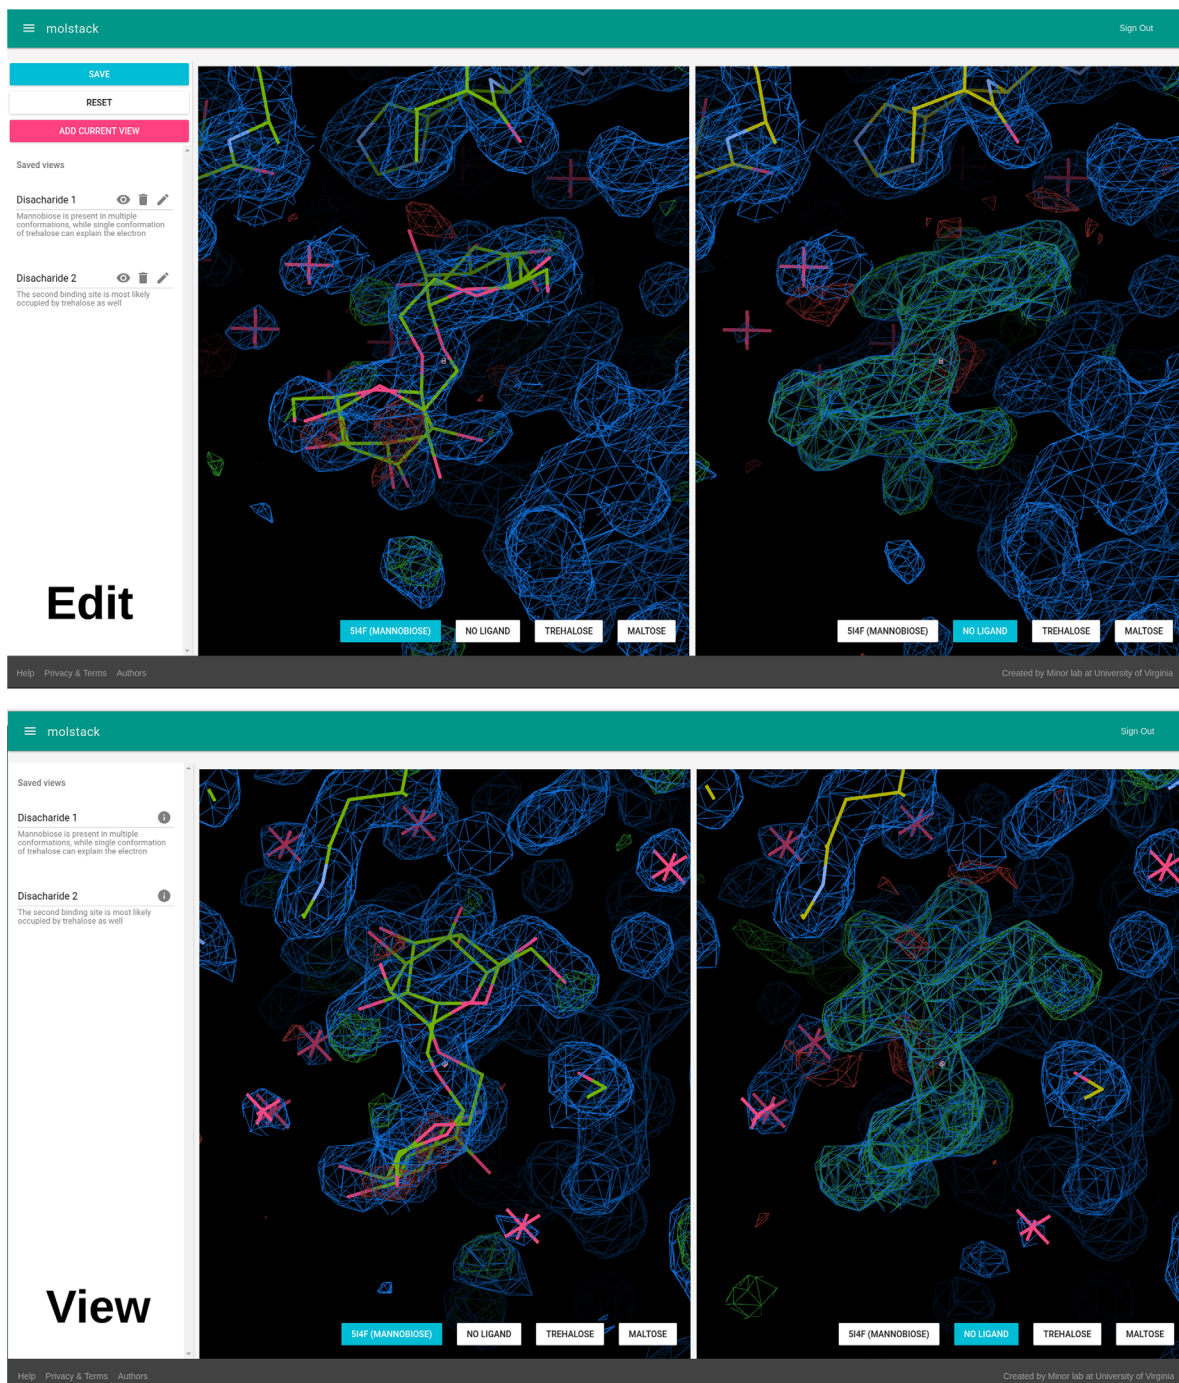 molstack
Sign Out
SAVE
RESET
ADD CURRENT VIEW
Saved views
Disacharide 1
Mannobiose is present in multiple
conformations, while single conformation
of trehalose can explain the electron
Disacharide 2
The second binding site is most likely
occupied by trehalose as well
Edit
5I4F (MANNOBIOSE)
NO LIGAND
TREHALOSE
MALTOSE
5I4F (MANNOBIOSE)
NO LIGAND
TREHALOSE
MALTOSE
Help
Privacy & Terms
Authors
Created by Minor lab at University of Virginia
molstack
Sign Out
Saved views
Disacharide 1
Mannobiose is present in multiple
conformations, while single conformation
of trehalose can explain the electron
Disacharide 2
The second binding site is most likely
occupied by trehalose as well
View
5I4F (MANNOBIOSE)
NO LIGAND
TREHALOSE
MALTOSE
5I4F (MANNOBIOSE)
NO LIGAND
TREHALOSE
MALTOSE
Help
Privacy & Terms
Authors
Created by Minor lab at University of Virginia